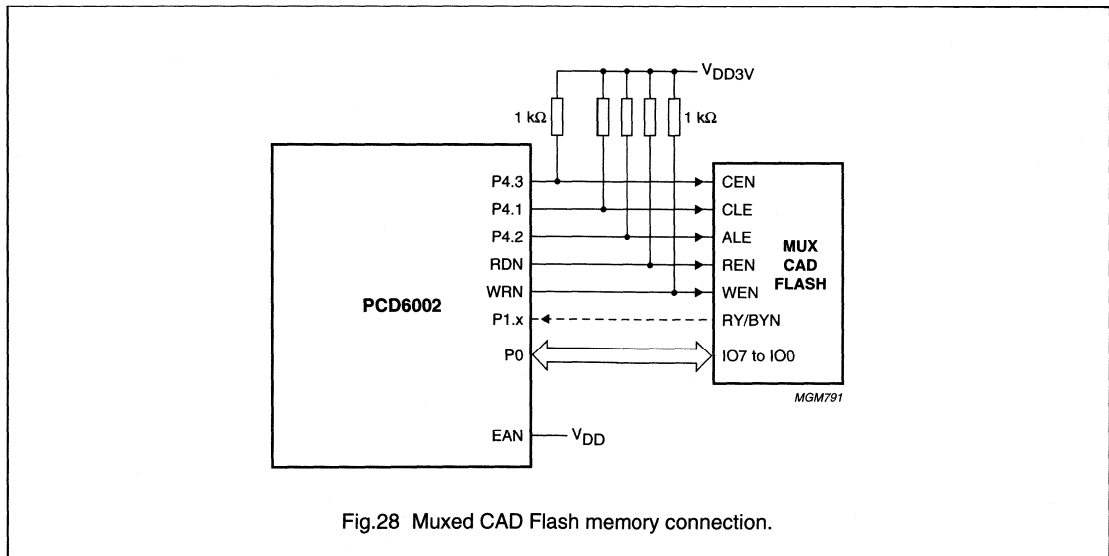 V_DD3V
1 kΩ 1 kΩ
P4.3 CEN
P4.1 CLE
P4.2 ALE
RDN REN
WRN WEN
P1.x RY/BYN
P0 IO7 to IO0
PCD6002
MUX
CAD
FLASH
MGM791
EAN V_DD
Fig.28 Muxed CAD Flash memory connection.